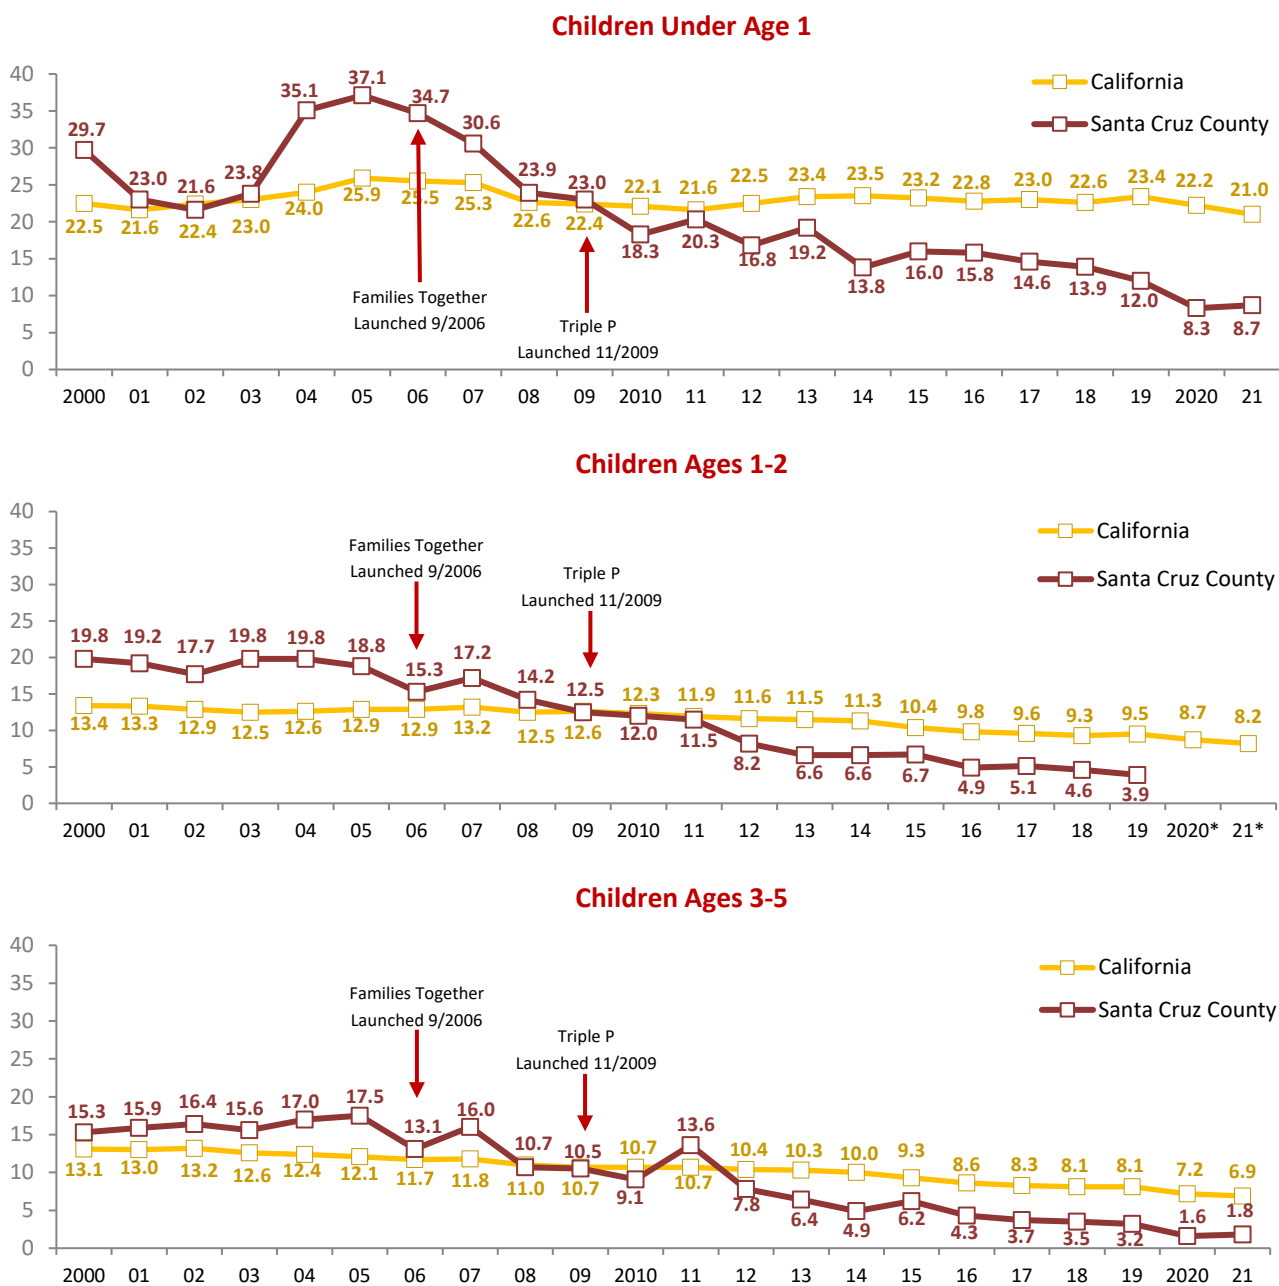 Children Under Age 1
40
35
30
25
20
15
10
5
0
California
Santa Cruz County
29.7 23.0 21.6 23.8 35.1 37.1 34.7 30.6 23.9 23.0 18.3 20.3 16.8 19.2 13.8 16.0 15.8 14.6 13.9 12.0 8.3 8.7
22.5 21.6 22.4 23.0 24.0 25.9 25.5 25.3 22.6 22.4 22.1 21.6 22.5 23.4 23.5 23.2 22.8 23.0 22.6 23.4 22.2 21.0
Families Together
Launched 9/2006
Triple P
Launched 11/2009
2000 01 02 03 04 05 06 07 08 09 2010 11 12 13 14 15 16 17 18 19 2020 21
Children Ages 1-2
40
35
30
25
20
15
10
5
0
California
Santa Cruz County
Families Together
Launched 9/2006
Triple P
Launched 11/2009
19.8 19.2 17.7 19.8 19.8 18.8 15.3 17.2 14.2 12.5 12.0 11.5 8.2 6.6 6.6 6.7 4.9 5.1 4.6 3.9
13.4 13.3 12.9 12.5 12.6 12.9 12.9 13.2 12.5 12.6 12.3 11.9 11.6 11.5 11.3 10.4 9.8 9.6 9.3 9.5 8.7 8.2
2000 01 02 03 04 05 06 07 08 09 2010 11 12 13 14 15 16 17 18 19 2020* 21*
Children Ages 3-5
40
35
30
25
20
15
10
5
0
California
Santa Cruz County
Families Together
Launched 9/2006
Triple P
Launched 11/2009
15.3 15.9 16.4 15.6 17.0 17.5 13.1 16.0 10.7 10.5 9.1 13.6 7.8 6.4 4.9 6.2 4.3 3.7 3.5 3.2 1.6 1.8
13.1 13.0 13.2 12.6 12.4 12.1 11.7 11.8 11.0 10.7 10.7 10.7 10.4 10.3 10.0 9.3 8.6 8.3 8.1 8.1 7.2 6.9
2000 01 02 03 04 05 06 07 08 09 2010 11 12 13 14 15 16 17 18 19 2020 21